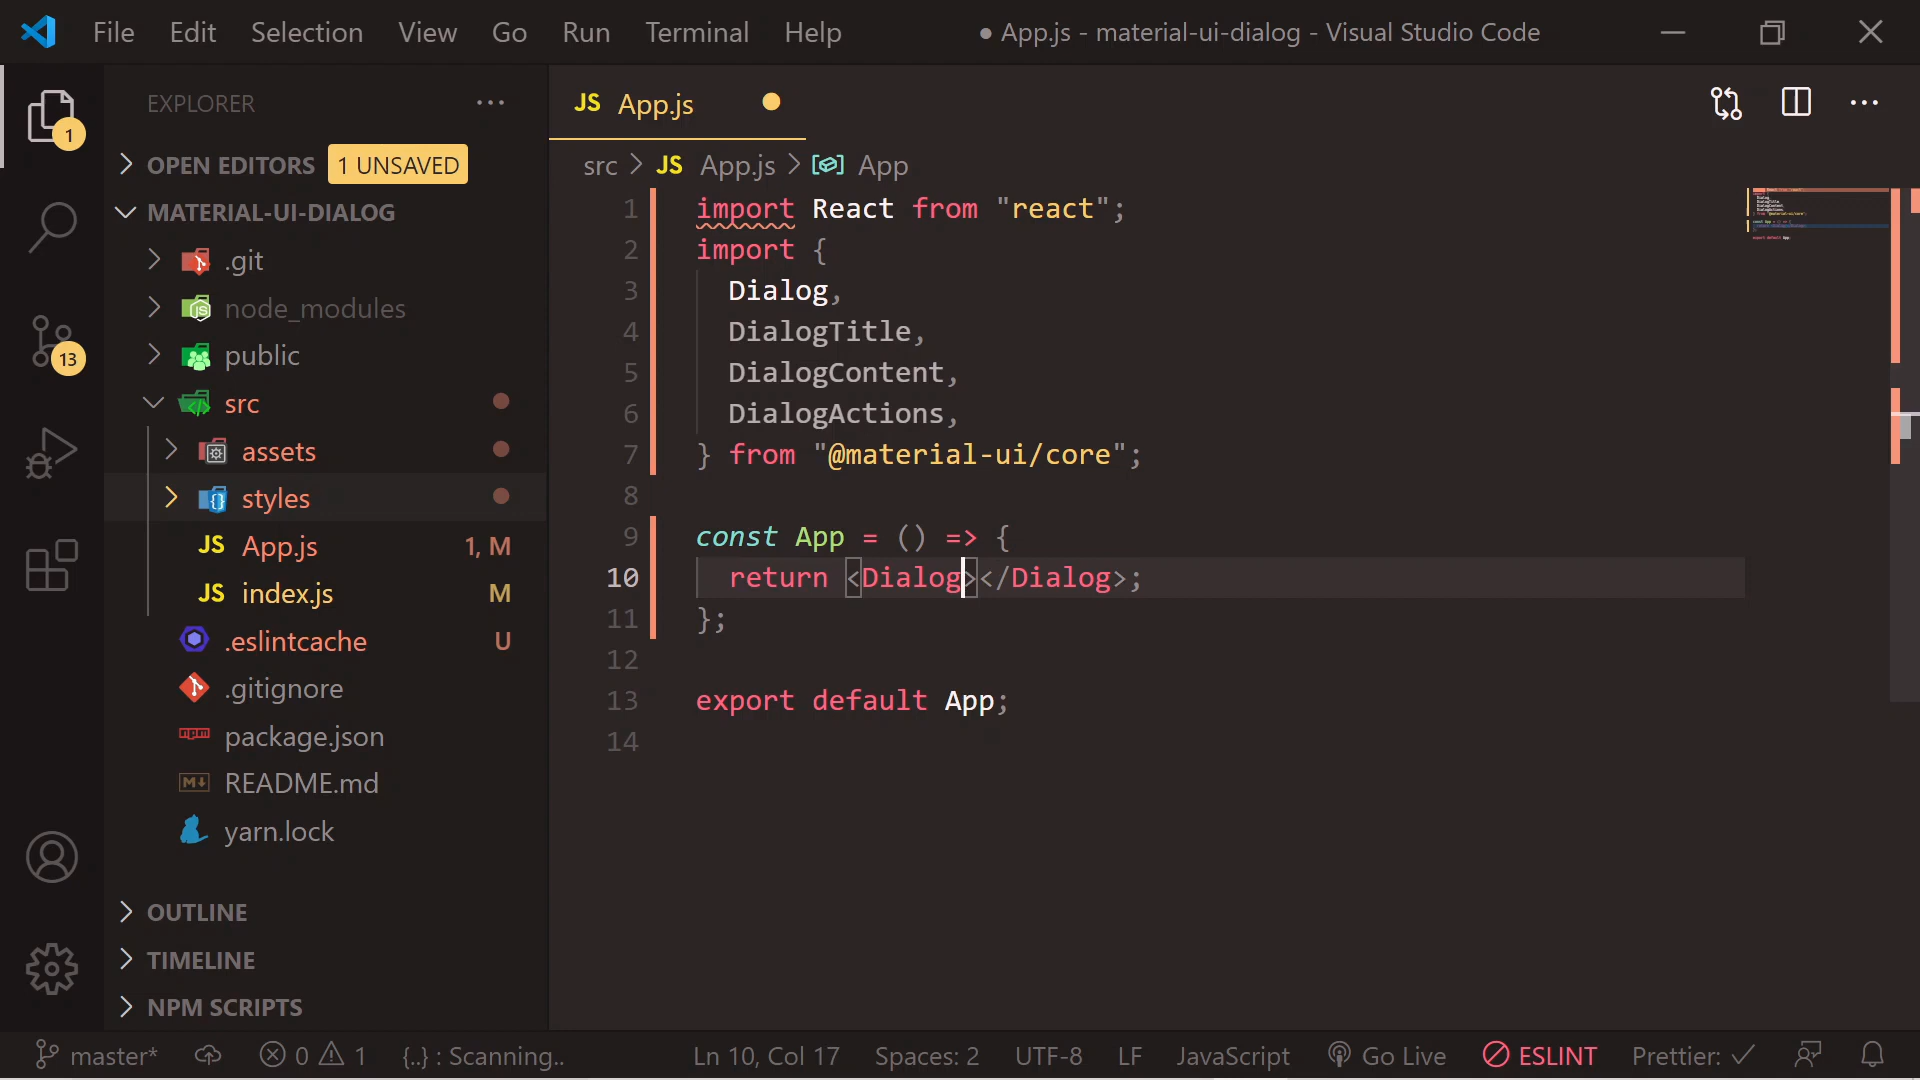 File Edit Selection View Go Run Terminal Help ● App.js - material-ui-dialog - Visual Studio Code
1
13
EXPLORER
OPEN EDITORS 1 UNSAVED
MATERIAL-UI-DIALOG
.git
node_modules
public
src
assets
styles
JS App.js 1, M
JS index.js M
.eslintcache U
.gitignore
package.json
README.md
yarn.lock
OUTLINE
TIMELINE
NPM SCRIPTS
JS App.js
src > JS App.js > App
1 import React from "react";
2 import {
3 Dialog,
4 DialogTitle,
5 DialogContent,
6 DialogActions,
7 } from "@material-ui/core";
8
9 const App = () => {
10 return <Dialog></Dialog>;
11 };
12
13 export default App;
14
master* 0 1 {..} : Scanning.. Ln 10, Col 17 Spaces: 2 UTF-8 LF JavaScript Go Live ESLINT Prettier: ✓